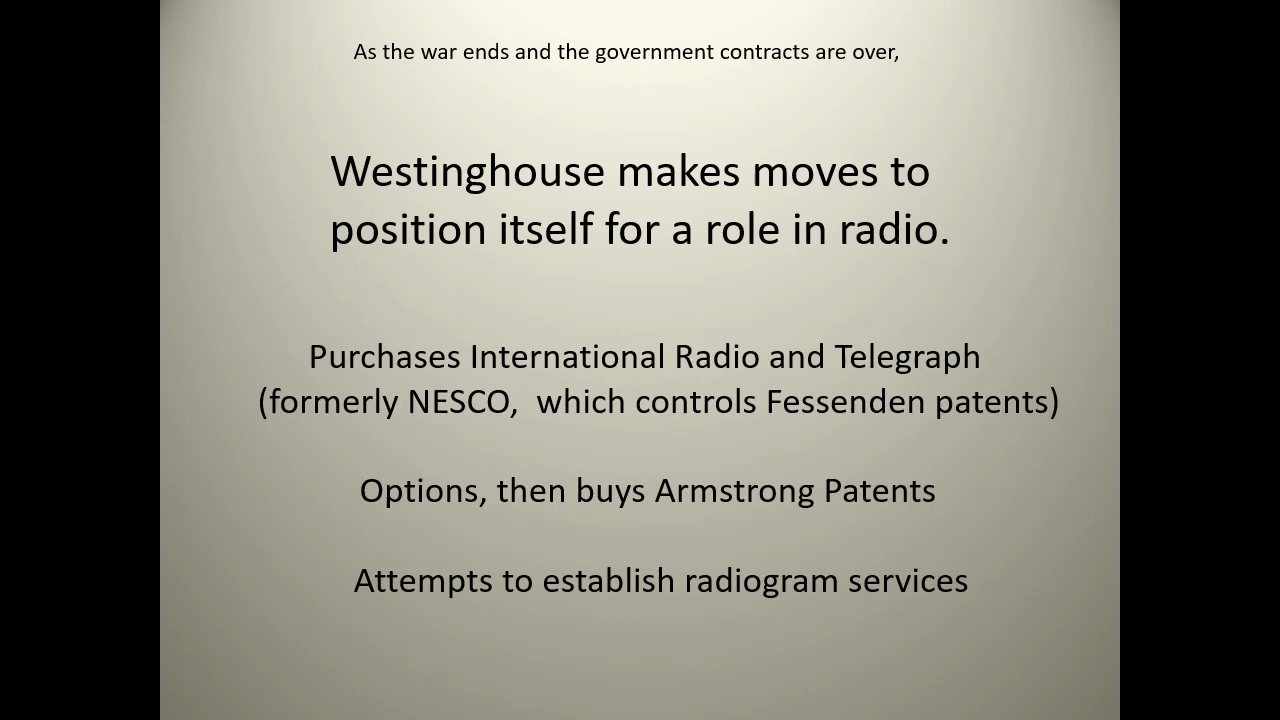 As the war ends and the government contracts are over,
Westinghouse makes moves to
position itself for a role in radio.
Purchases International Radio and Telegraph
(formerly NESCO,  which controls Fessenden patents)
Options, then buys Armstrong Patents
Attempts to establish radiogram services